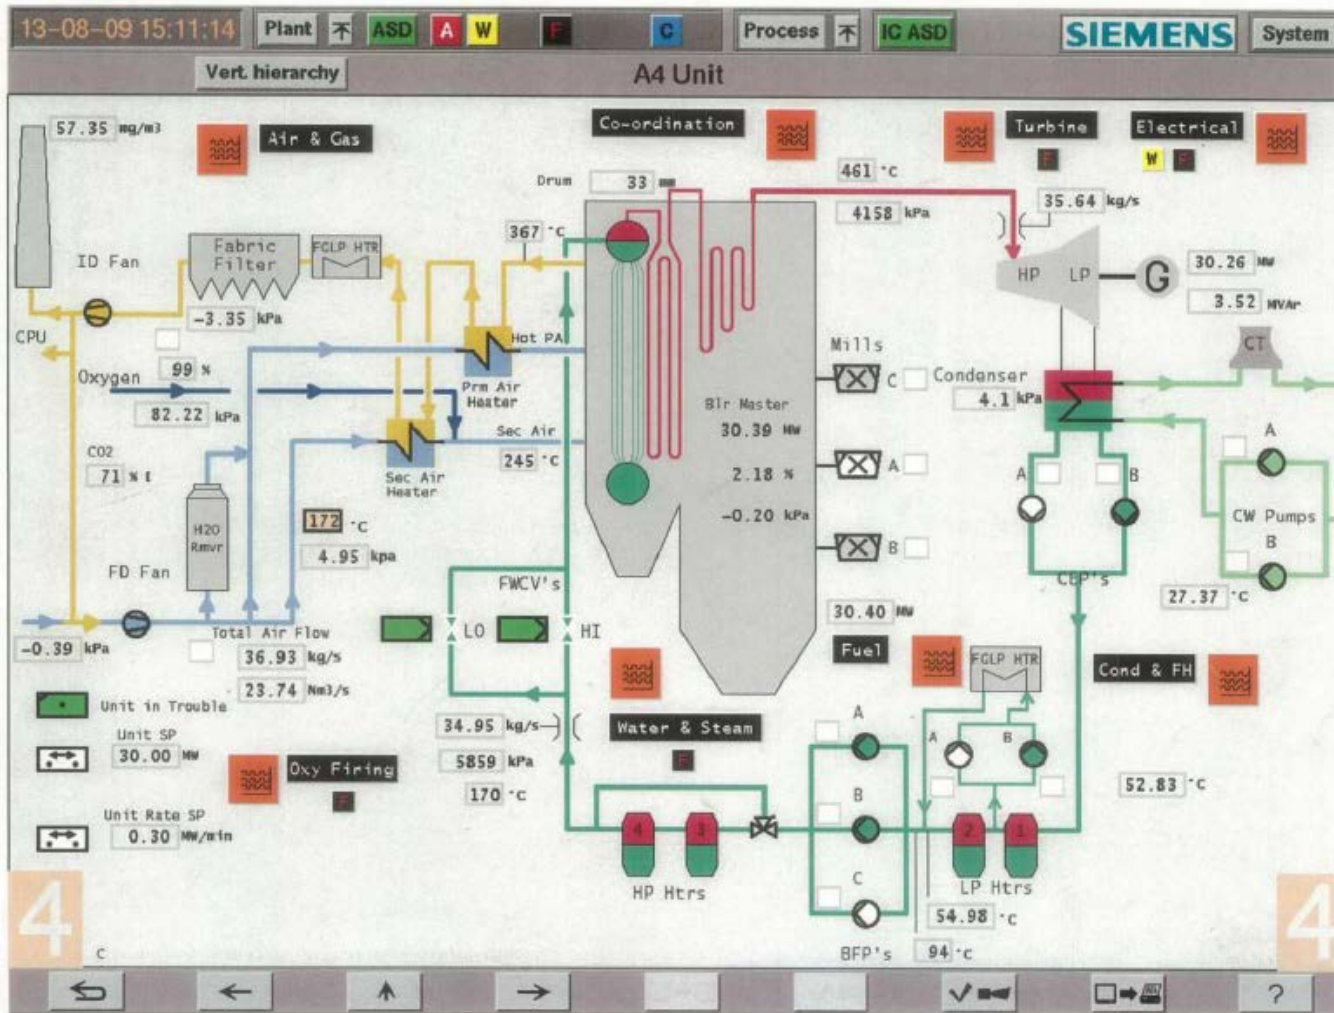 13-08-09 15:11:14 Plant ASD A W F C Process IC ASD SIEMENS System
Vert. hierarchy A4 Unit
57.35 mg/m3
Air & Gas
Co-ordination
Turbine
F
Electrical
W F
Drum 33 mm
461 °C
4158 kPa
35.64 kg/s
367 °C
ID Fan
Fabric
Filter
FGLP HTR
-3.35 kPa
HP LP G
30.26 MW
3.52 MVAr
CPU
Hot PA
Oxygen 99 %
82.22 kPa
Prm Air
Heater
Mills
C
A
B
Condenser
4.1 kPa
CT
Blr Master
30.39 MW
2.18 %
-0.20 kPa
CO2
71 % E
Sec Air
245 °C
Sec Air
Heater
A B
CEP's
A
CW Pumps
B
27.37 °C
H2O
Rmvr
172 °C
4.95 kpa
FD Fan
FWCV's
LO HI
-0.39 kPa
Total Air Flow
36.93 kg/s
23.74 Nm3/s
30.40 MW
Fuel
FGLP HTR
Cond & FH
Unit in Trouble
Unit SP
30.00 MW
Oxy Firing
F
34.95 kg/s
5859 kPa
170 °C
Water & Steam
F
A
B
C
A B
52.83 °C
Unit Rate SP
0.30 MW/min
4 3
HP Htrs
2 1
LP Htrs
54.98 °C
BFP's 94 °C
4 4
C
?